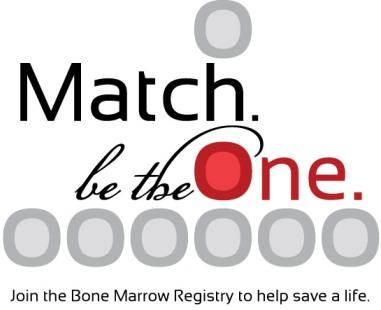 Match.
be the One.
Join the Bone Marrow Registry to help save a life.